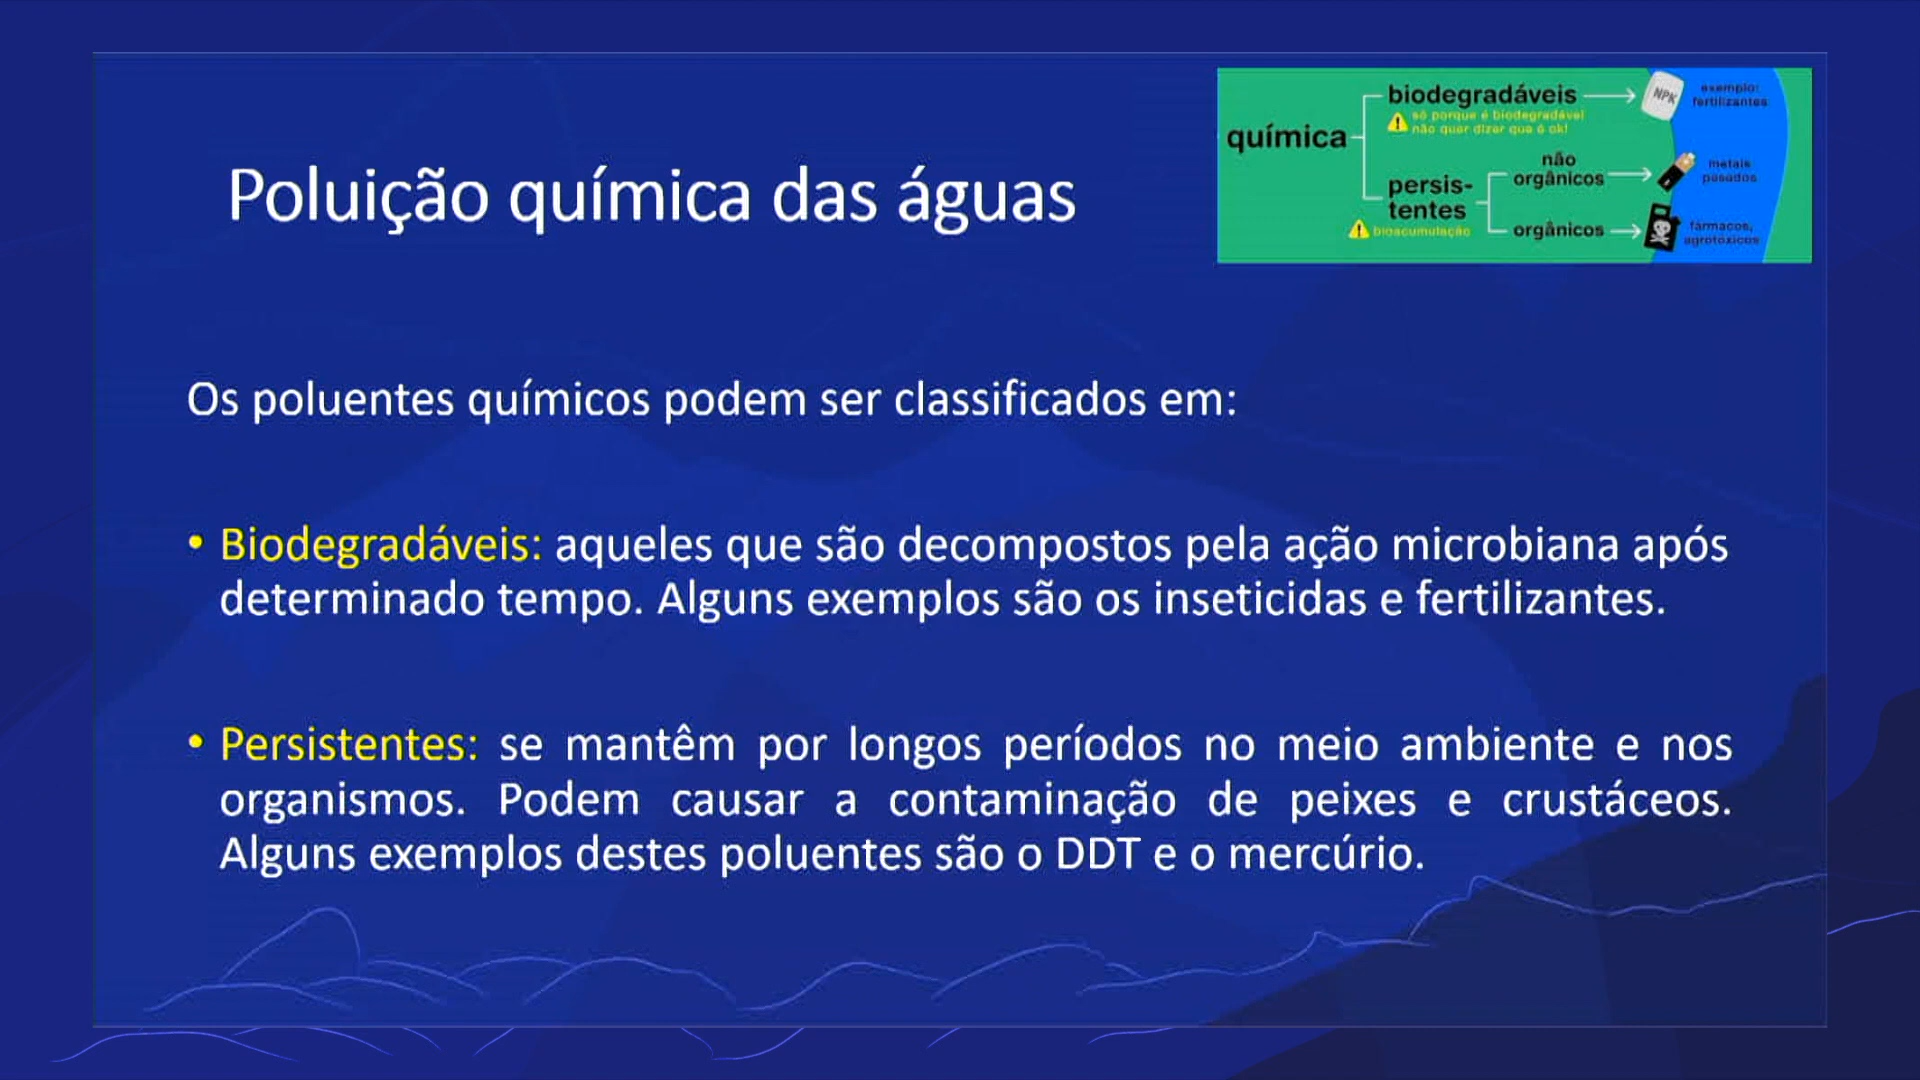 Poluição química das águas
química
biodegradáveis
só porque é biodegradável
não quer dizer que é ok!
exemplo:
fertilizantes
NPK
persis-
tentes
bioacumulação
não
orgânicos
metais
pesados
orgânicos
fármacos,
agrotóxicos
Os poluentes químicos podem ser classificados em:
• Biodegradáveis: aqueles que são decompostos pela ação microbiana após
determinado tempo. Alguns exemplos são os inseticidas e fertilizantes.
• Persistentes: se mantêm por longos períodos no meio ambiente e nos
organismos. Podem causar a contaminação de peixes e crustáceos.
Alguns exemplos destes poluentes são o DDT e o mercúrio.